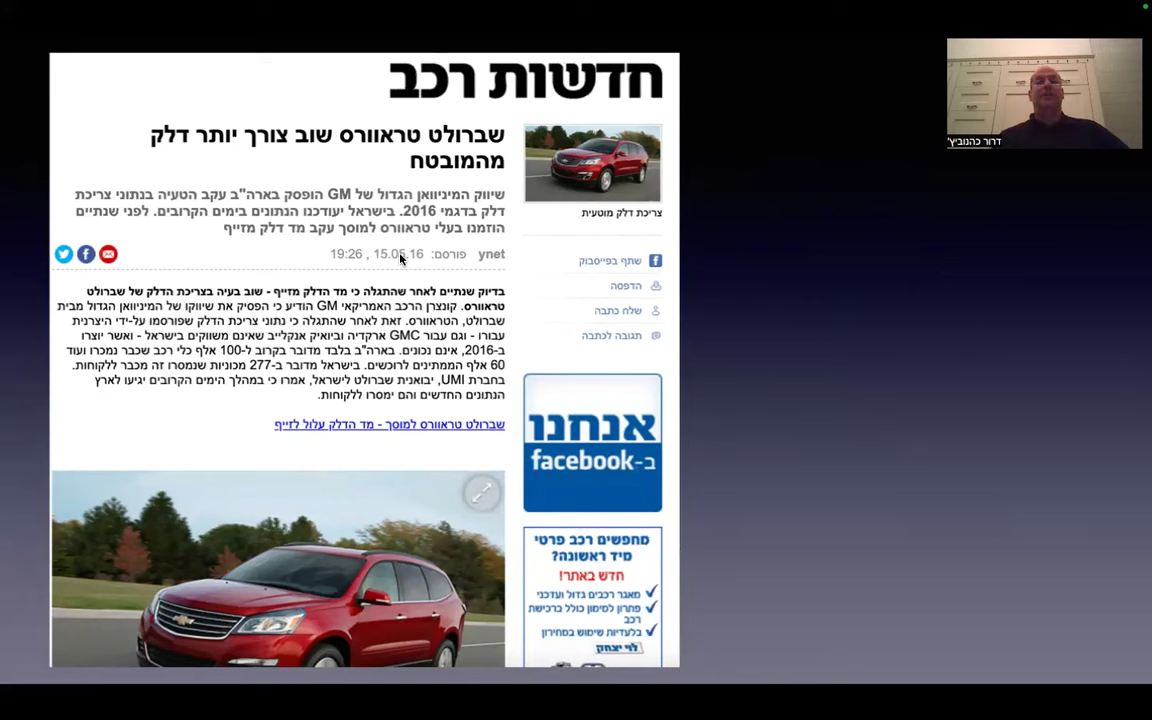 חדשות רכב
שברולט טראוורס שוב צורך יותר דלק
מהמובטח
שיווק המיניוואן הגדול של GM הופסק בארה"ב עקב הטעיה בנתוני צריכת
דלק בדגמי 2016. בישראל יעודכנו הנתונים בימים הקרובים. לפני שנתיים
הוזמנו בעלי טראוורס למוסך עקב מד דלק מזייף
ynet פורסם: 15.05.16 , 19:26
בדיוק שנתיים לאחר שהתגלה כי מד הדלק מזייף - שוב בעיה בצריכת הדלק של שברולט
טראוורס. קונצרן הרכב האמריקאי GM הודיע כי הפסיק את שיווקו של המיניוואן הגדול מבית
שברולט, הטראוורס. זאת לאחר שהתגלה כי נתוני צריכת הדלק שפורסמו על-ידי היצרנית
עבורו - וגם עבור GMC ארקדיה וביואיק אנקלייב שאינם משווקים בישראל - ואשר יוצרו
ב-2016, אינם נכונים. בארה"ב בלבד מדובר בקרוב ל-100 אלף כלי רכב שכבר נמכרו ועוד
60 אלף הממתינים לרוכשים. בישראל מדובר ב-277 מכוניות שנמסרו זה מכבר ללקוחות.
בחברת UMI, יבואנית שברולט לישראל, אמרו כי במהלך הימים הקרובים יגיעו לארץ
הנתונים החדשים והם ימסרו ללקוחות.
שברולט טראוורס למוסך - מד הדלק עלול לזייף
צריכת דלק מוטעית
שתף בפייסבוק
הדפסה
שלח כתבה
תגובה לכתבה
אנחנו
ב-facebook
מחפשים רכב פרטי
מיד ראשונה?
חדש באתר!
מאגר רכבים גדול ועדכני
פתרון למימון כולל ברכישת
רכב
בלעדיות שימוש במחירון
לוי יצחק
דרור כהנוביץ'